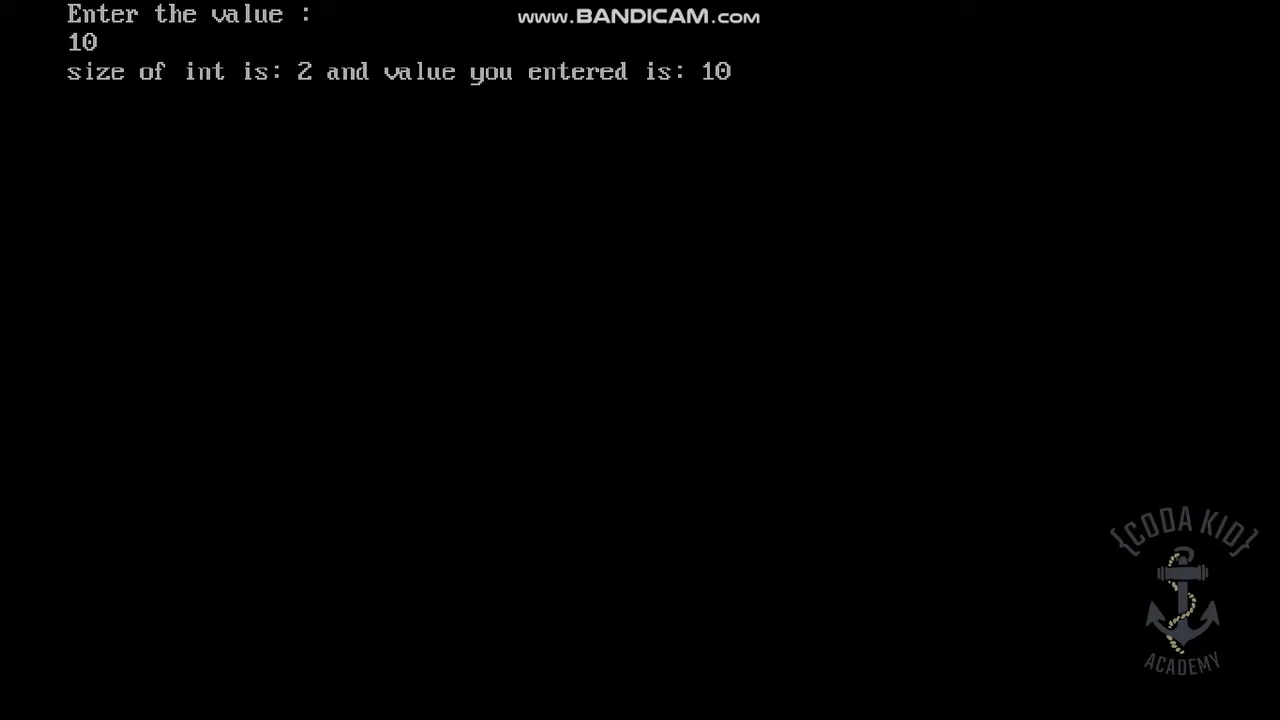 Enter the value :
www.BANDICAM.com
10
size of int is: 2 and value you entered is: 10
{CODA KID}
ACADEMY